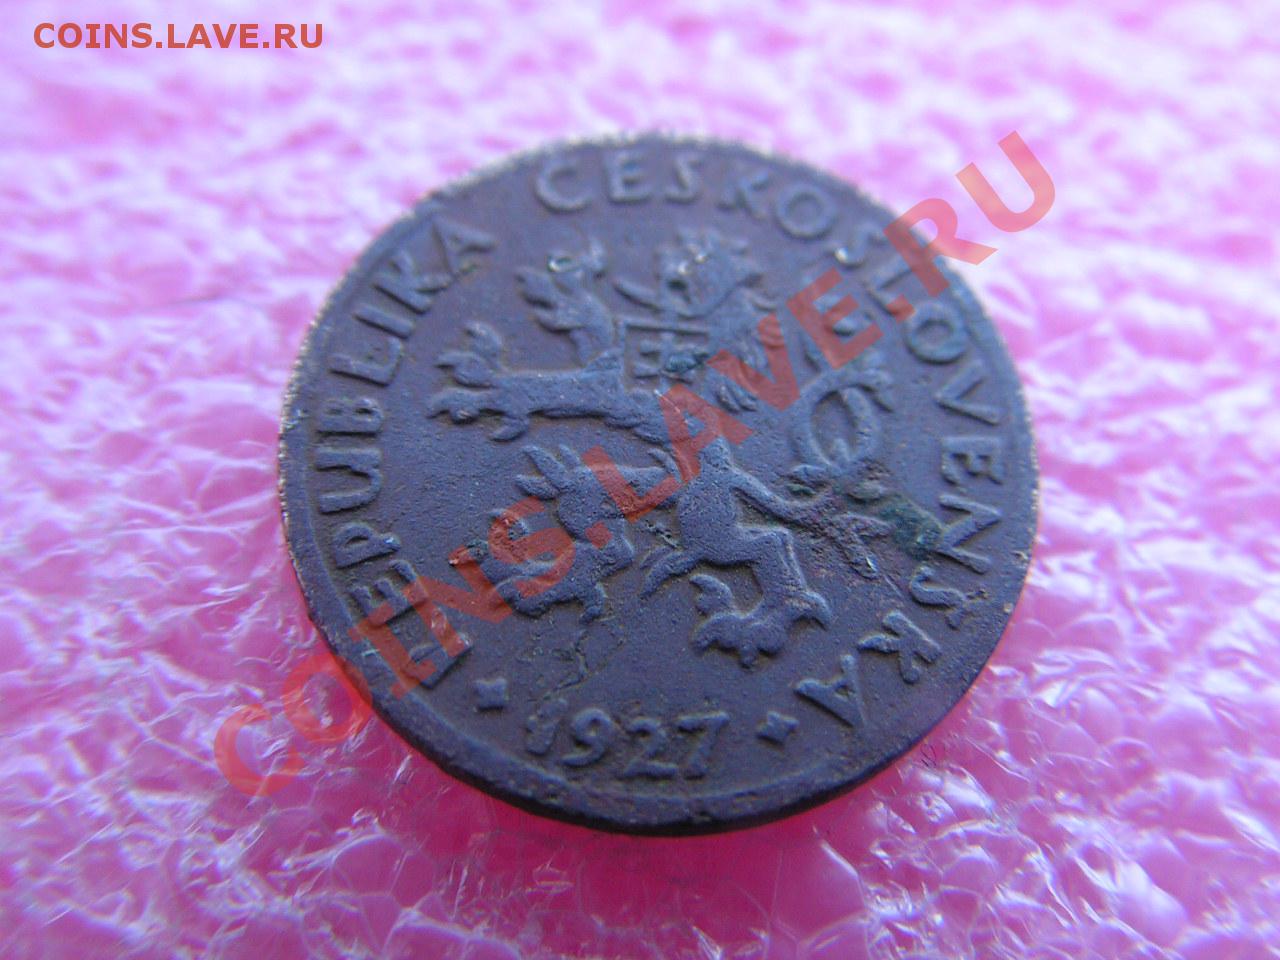 COINS.LAVE.RU
REPUBLIKA ČESKOSLOVENSKÁ
1927
COINS.LAVE.RU